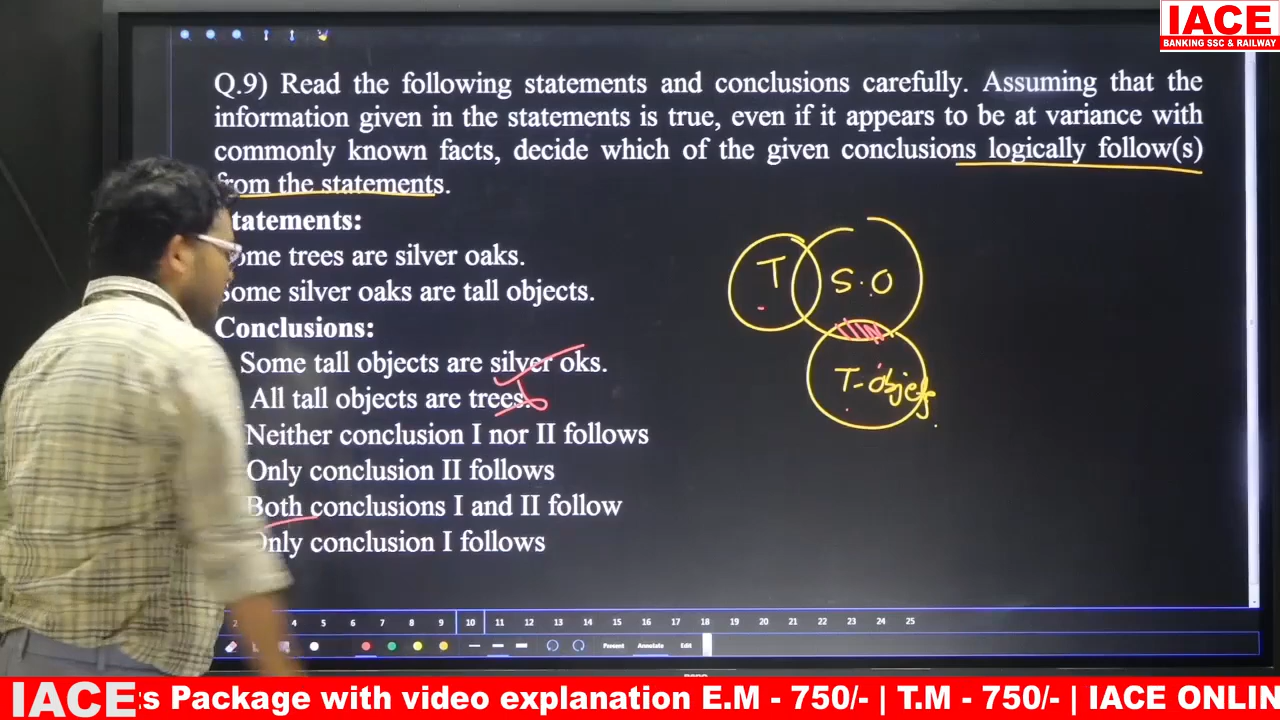 IACE
BANKING SSC & RAILWAY
Q.9) Read the following statements and conclusions carefully. Assuming that the
information given in the statements is true, even if it appears to be at variance with
commonly known facts, decide which of the given conclusions logically follow(s)
from the statements.
tatements:
ome trees are silver oaks.
Some silver oaks are tall objects.
Conclusions:
Some tall objects are silver oks.
All tall objects are trees.
Neither conclusion I nor II follows
Only conclusion II follows
Both conclusions I and II follow
Only conclusion I follows
T S.O
T-objets
2 4 5 6 7 8 9 10 11 12 13 14 15 16 17 18 19 20 21 22 23 24 25
Present Annotate Edit
IACE :s Package with video explanation E.M - 750/- | T.M - 750/- | IACE ONLIN